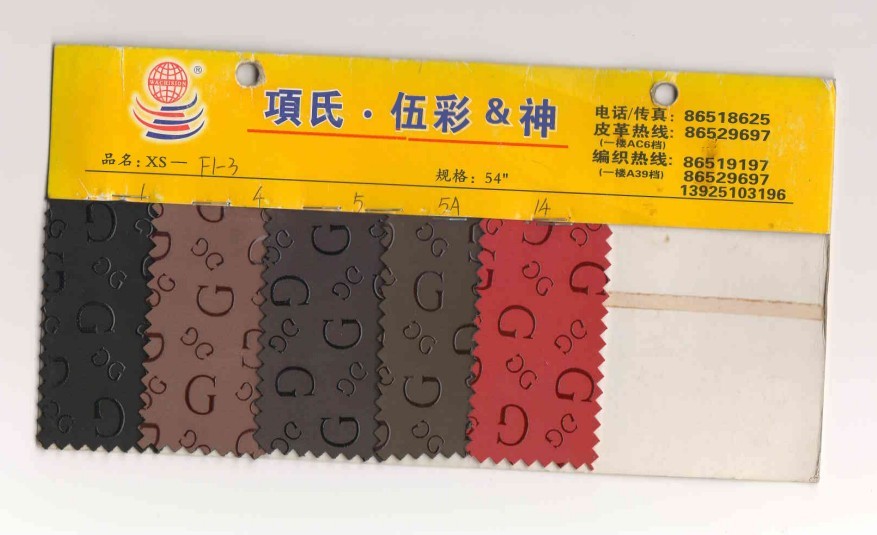 WACHIHSIN ®
項氏·伍彩&神
电话/传真: 86518625
皮革热线: 86529697
(一楼AC6档)
编织热线: 86519197
(一楼A39档) 86529697
13925103196
品名: XS— F1-3
规格: 54"
1 4 5 5A 14